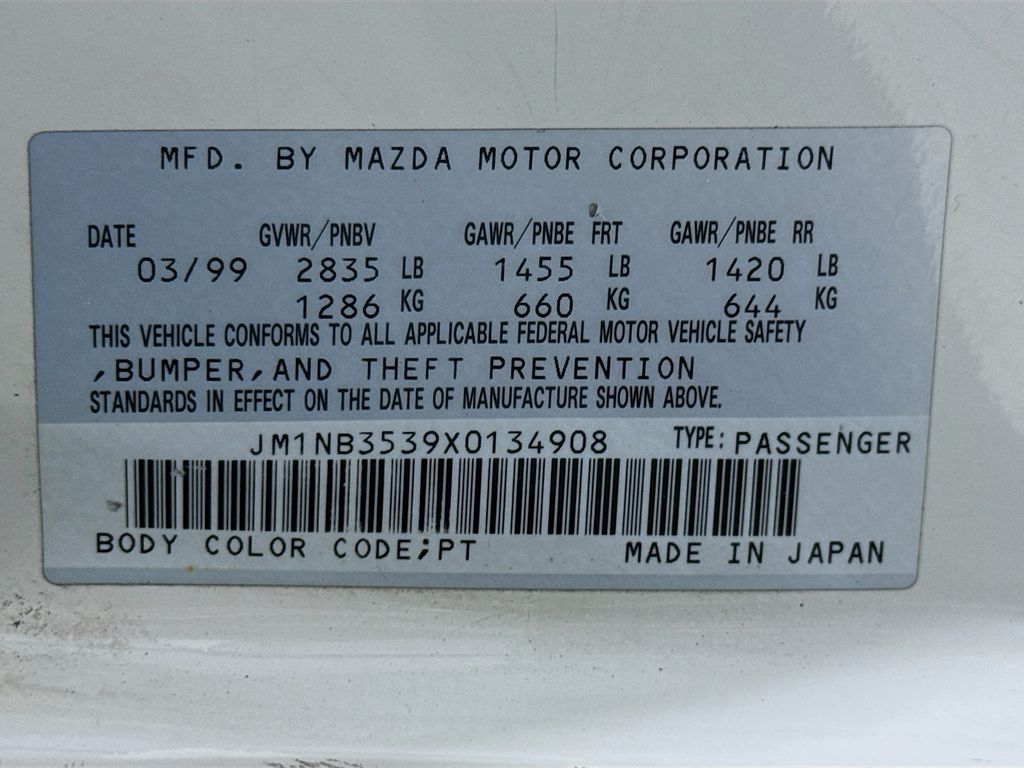 MFD. BY MAZDA MOTOR CORPORATION
DATE GVWR/PNBV GAWR/PNBE FRT GAWR/PNBE RR
03/99 2835 LB 1455 LB 1420 LB
1286 KG 660 KG 644 KG
THIS VEHICLE CONFORMS TO ALL APPLICABLE FEDERAL MOTOR VEHICLE SAFETY
,BUMPER,AND THEFT PREVENTION
STANDARDS IN EFFECT ON THE DATE OF MANUFACTURE SHOWN ABOVE.
JM1NB3539X0134908 TYPE: PASSENGER
BODY COLOR CODE;PT MADE IN JAPAN